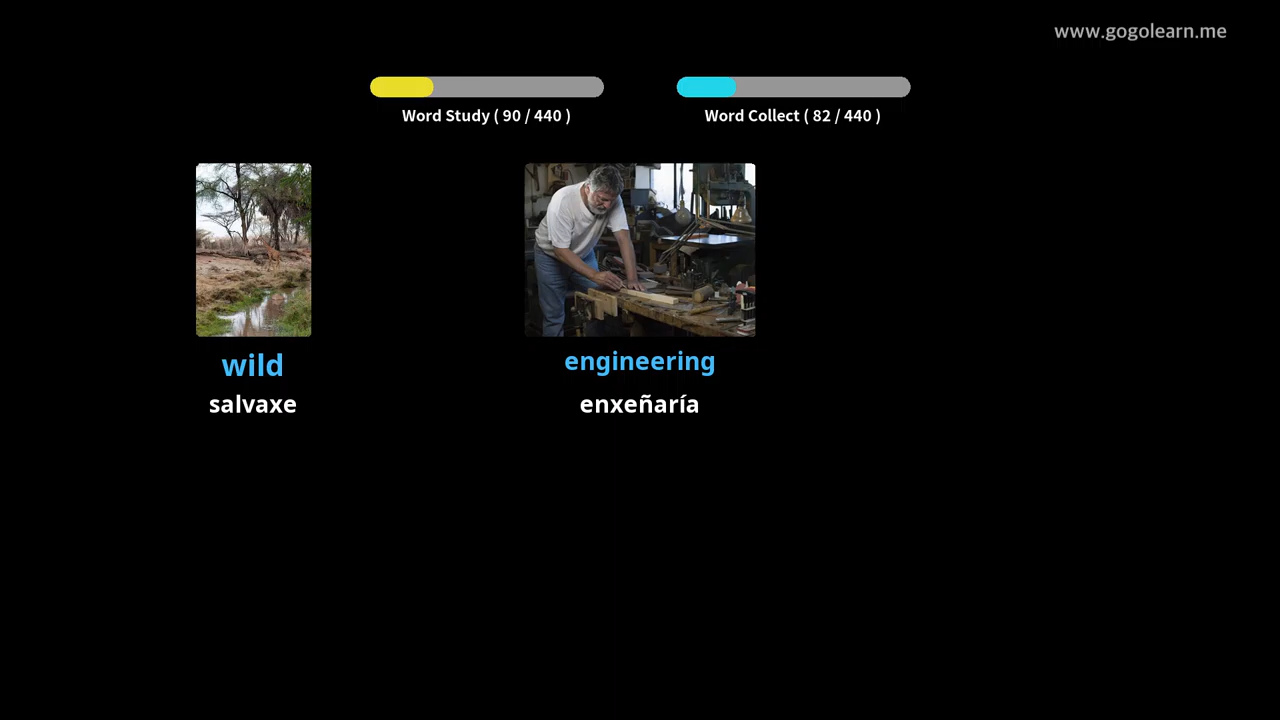 www.gogolearn.me
Word Study ( 90 / 440 )
Word Collect ( 82 / 440 )
wild
salvaxe
engineering
enxeñaría